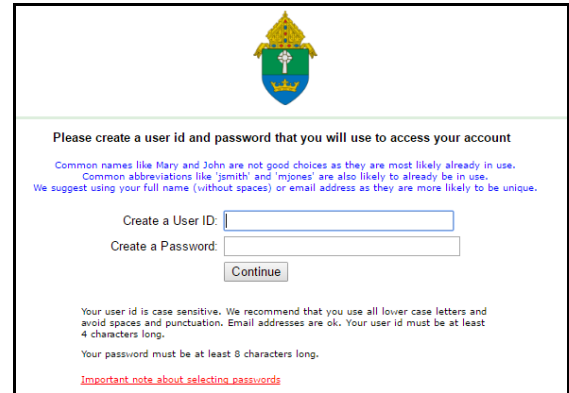 Please create a user id and password that you will use to access your account
Common names like Mary and John are not good choices as they are most likely already in use.
Common abbreviations like 'jsmith' and 'mjones' are also likely to already be in use.
We suggest using your full name (without spaces) or email address as they are more likely to be unique.
Create a User ID:
Create a Password:
Continue
Your user id is case sensitive. We recommend that you use all lower case letters and
avoid spaces and punctuation. Email addresses are ok. Your user id must be at least
4 characters long.
Your password must be at least 8 characters long.
Important note about selecting passwords